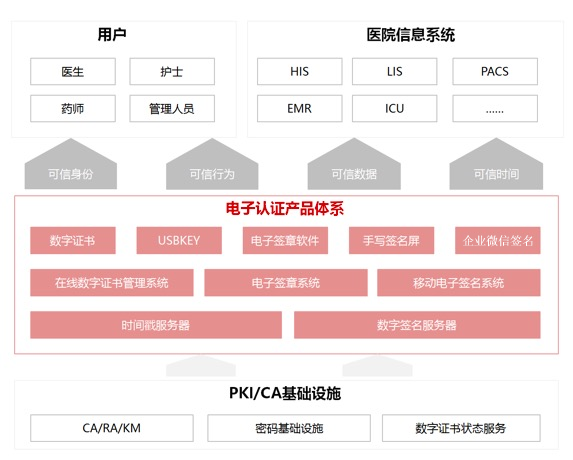 用户
医院信息系统
医生 护士
HIS LIS PACS
药师 管理人员
EMR ICU ......
可信身份 可信行为 可信数据 可信时间
电子认证产品体系
数字证书 USBKEY 电子签章软件 手写签名屏 企业微信签名
在线数字证书管理系统 电子签章系统 移动电子签名系统
时间戳服务器 数字签名服务器
PKI/CA基础设施
CA/RA/KM 密码基础设施 数字证书状态服务